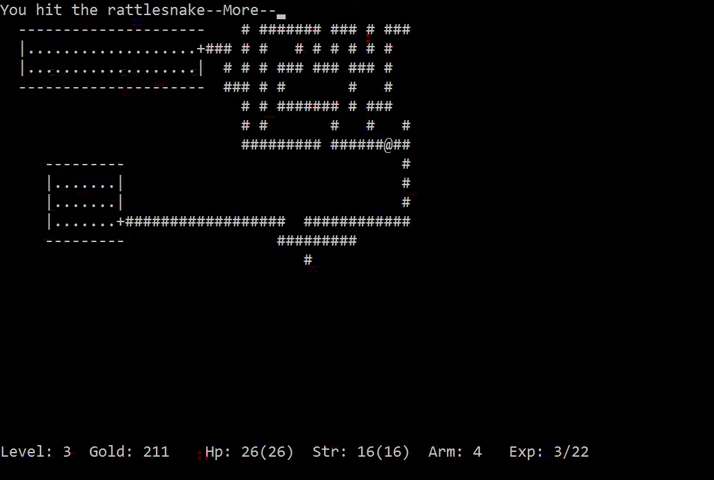 You hit the rattlesnake--More--
Level: 3 Gold: 211 Hp: 26(26) Str: 16(16) Arm: 4 Exp: 3/22